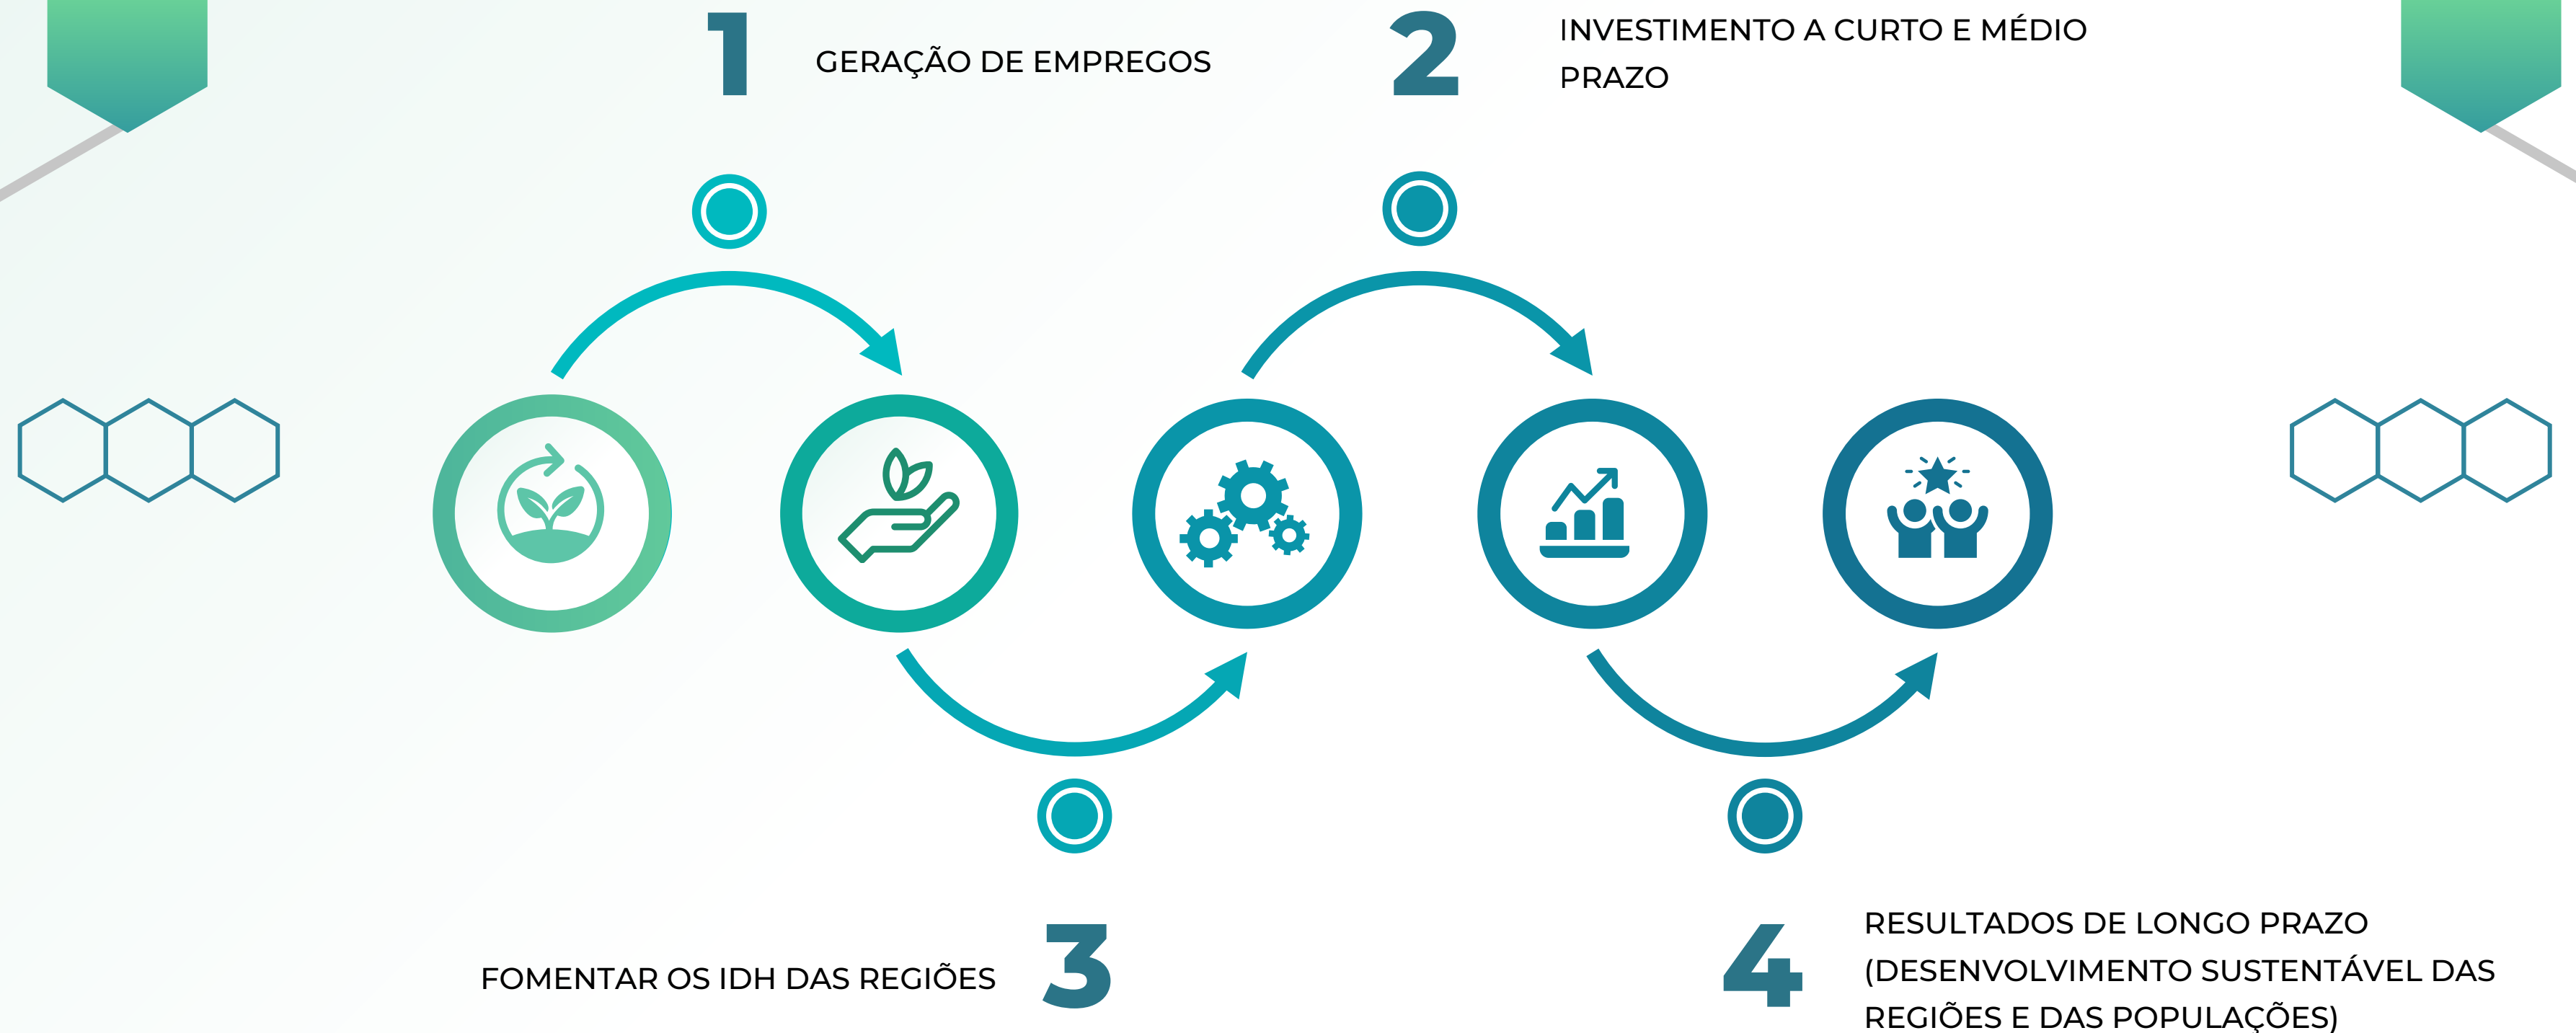 1
GERAÇÃO DE EMPREGOS
2
INVESTIMENTO A CURTO E MÉDIO
PRAZO
FOMENTAR OS IDH DAS REGIÕES
3
4
RESULTADOS DE LONGO PRAZO
(DESENVOLVIMENTO SUSTENTÁVEL DAS
REGIÕES E DAS POPULAÇÕES)